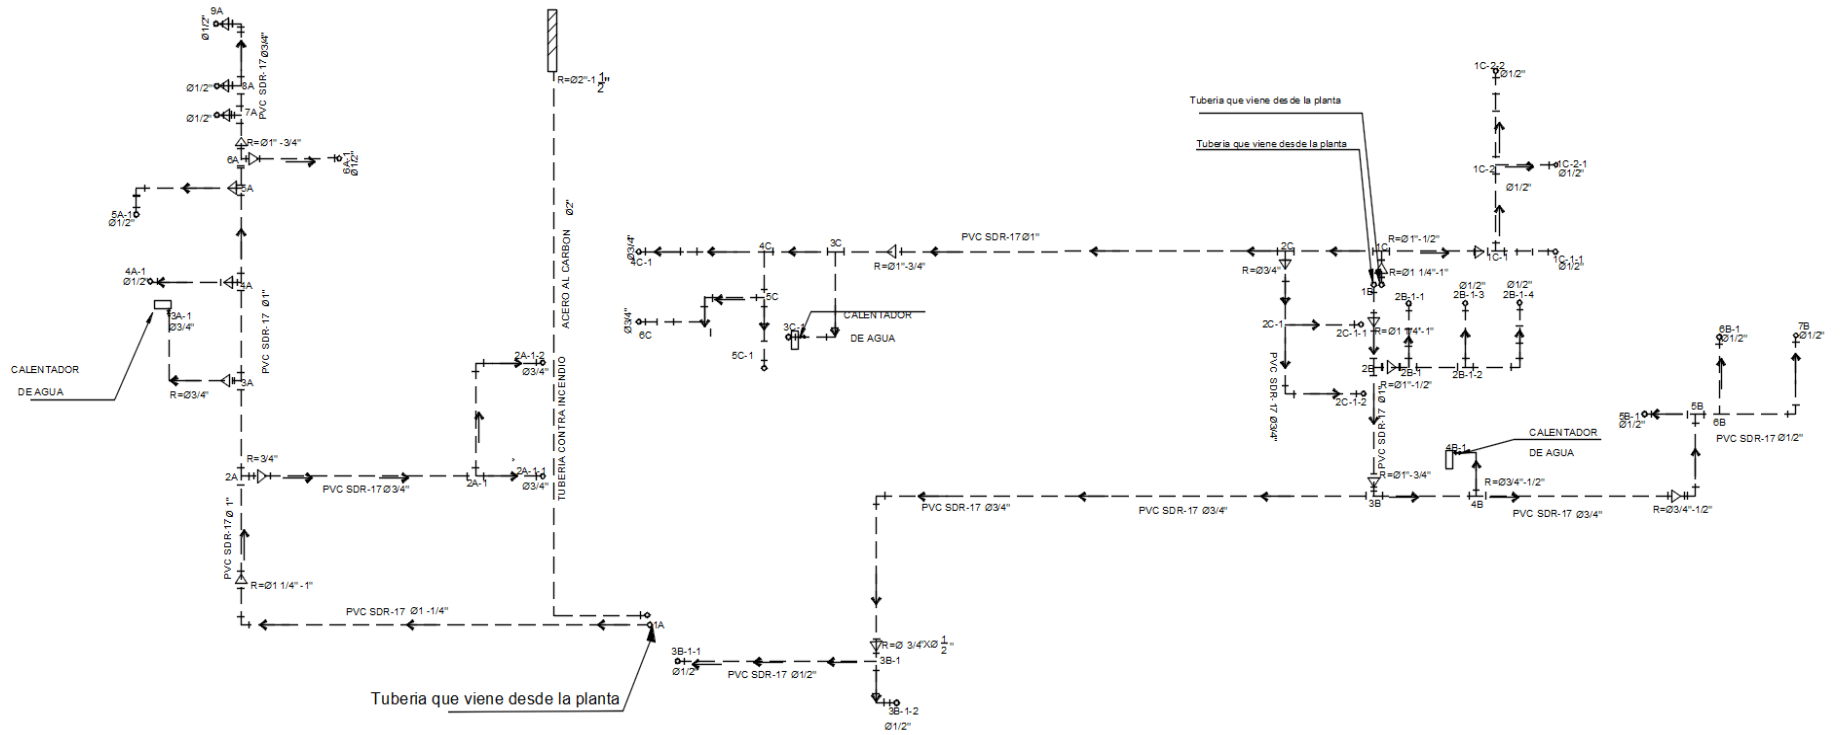 9A
Ø1/2"
PVC SDR-17 Ø3/4"
Ø1/2"
8A
Ø1/2"
7A
R=Ø1" -3/4"
6A
6A-1
Ø1/2"
5A
5A-1
Ø1/2"
4A-1
Ø1/2"
4A
3A-1
Ø3/4"
PVC SDR-17 Ø1"
CALENTADOR
DE AGUA
3A
R=Ø3/4"
R=3/4"
2A
PVC SDR-17 Ø3/4"
2A-1
2A-1-2
Ø3/4"
2A-1-1
Ø3/4"
PVC SDR-17 Ø 1"
R=Ø1 1/4" -1"
PVC SDR-17 Ø1 -1/4"
1A
Tuberia que viene desde la planta
R=Ø2"-1 1/2"
TUBERIA CONTRA INCENDIO   ACERO AL CARBON   Ø2"
Ø3/4"
4C-1
4C
3C
R=Ø1"-3/4"
PVC SDR-17 Ø1"
5C
Ø3/4"
6C
5C-1
3C-1
CALENTADOR
DE AGUA
Tuberia que viene desde la planta
Tuberia que viene desde la planta
2C
R=Ø3/4"
1C
R=Ø1"-1/2"
R=Ø1 1/4"-1"
1C-2-2
Ø1/2"
1C-2
1C-2-1
Ø1/2"
Ø1/2"
1C-1
1C-1-1
Ø1/2"
1B
2C-1
2C-1-1
R=Ø1 1/4"-1"
2C-1-2
PVC SDR-17 Ø3/4"
2B-1-1
Ø1/2"
2B-1-3
Ø1/2"
2B-1-4
2B
2B-1
2B-1-2
R=Ø1"-1/2"
PVC SDR-17 Ø1"
6B-1
Ø1/2"
7B
Ø1/2"
5B-1
Ø1/2"
5B
6B
PVC SDR-17 Ø1/2"
4B-1
CALENTADOR
DE AGUA
R=Ø1"-3/4"
R=Ø3/4"-1/2"
3B
4B
PVC SDR-17 Ø3/4"
R=Ø3/4"-1/2"
PVC SDR-17 Ø3/4"
PVC SDR-17 Ø3/4"
R=Ø 3/4"XØ 1/2"
3B-1-1
Ø1/2"
PVC SDR-17 Ø1/2"
3B-1
3B-1-2
Ø1/2"